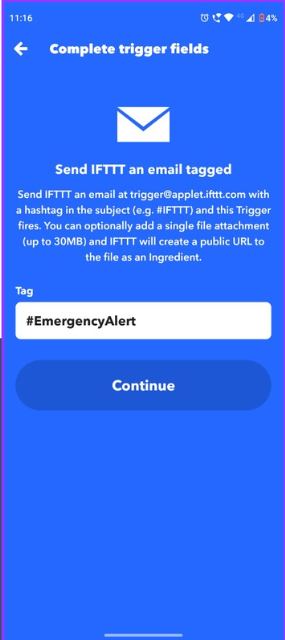 11:16
4G
4%
Complete trigger fields
Send IFTTT an email tagged
Send IFTTT an email at trigger@applet.ifttt.com with
a hashtag in the subject (e.g. #IFTTT) and this Trigger
fires. You can optionally add a single file attachment
(up to 30MB) and IFTTT will create a public URL to
the file as an Ingredient.
Tag
#EmergencyAlert
Continue